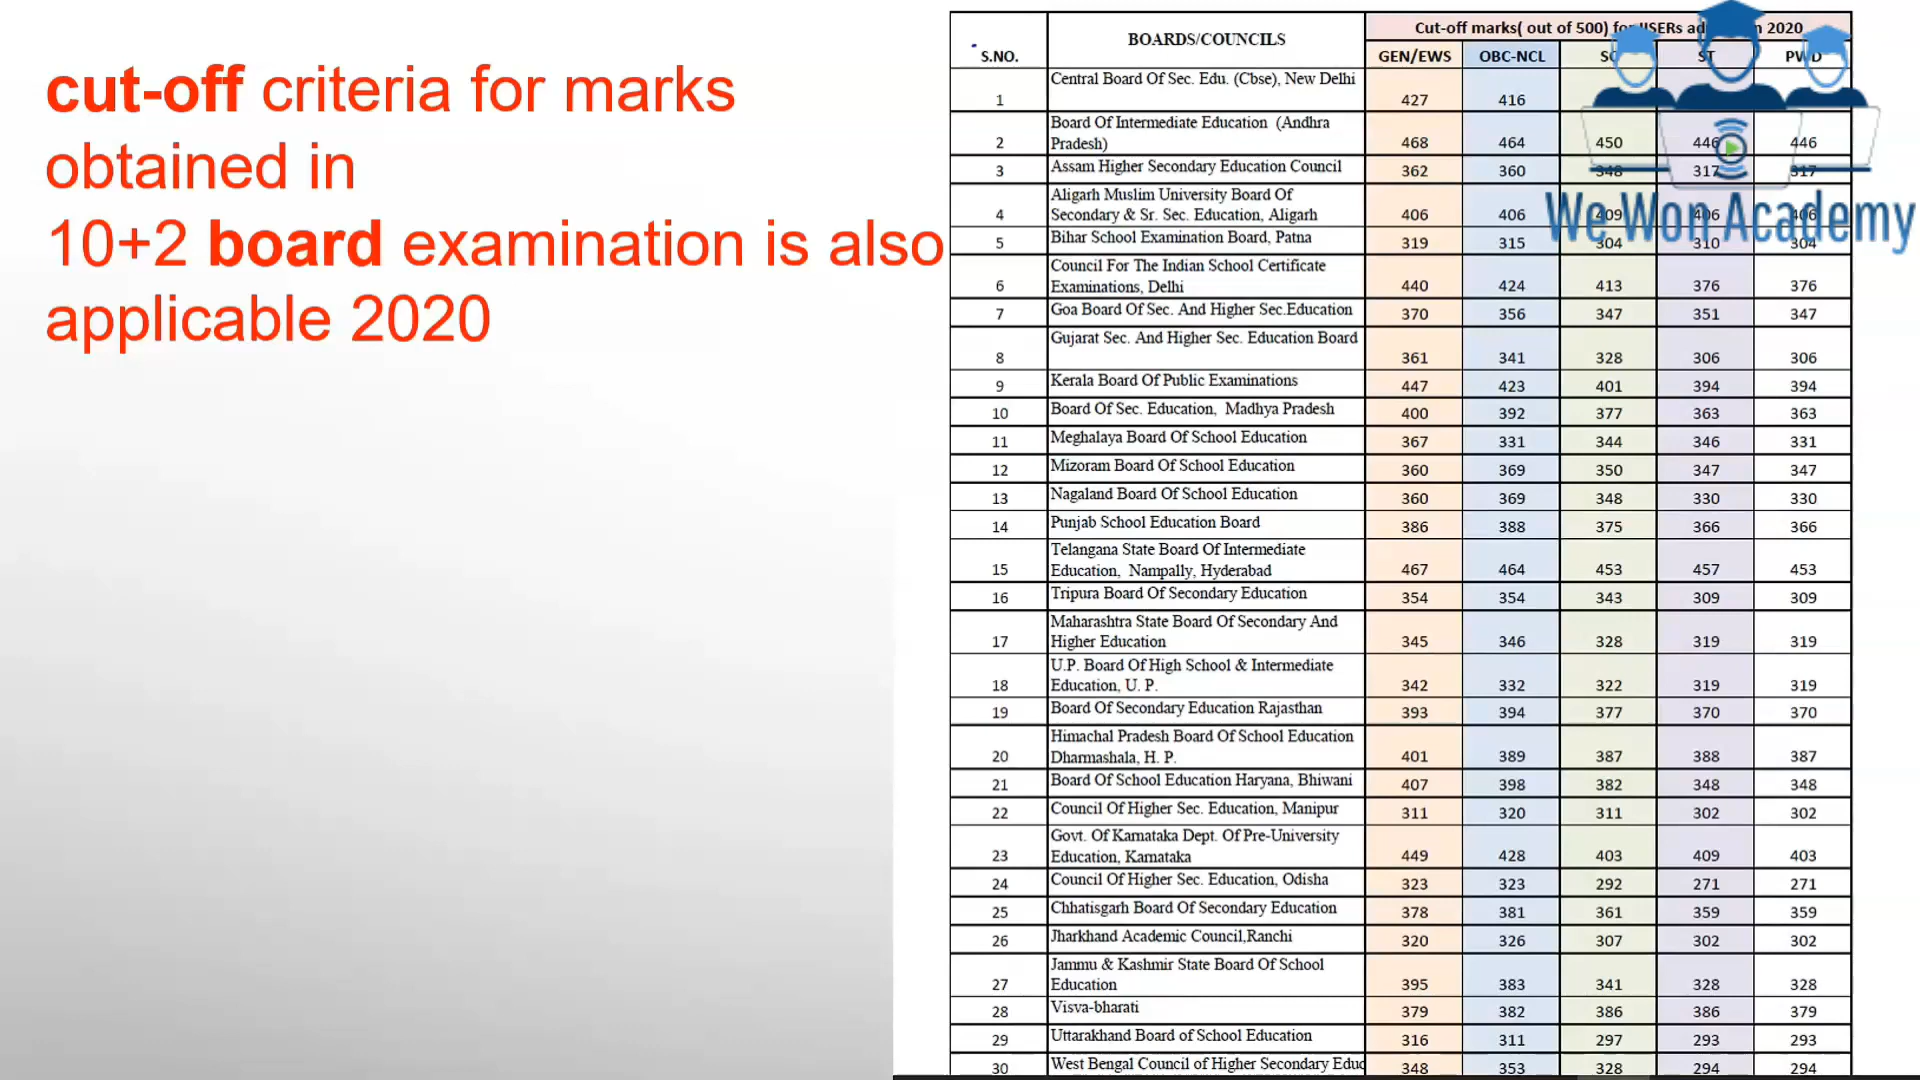 cut-off criteria for marks
obtained in
10+2 board examination is also
applicable 2020
S.NO. BOARDS/COUNCILS Cut-off marks( out of 500) for IISERs in 2020
GEN/EWS OBC-NCL SC ST PWD
1 Central Board Of Sec. Edu. (Cbse), New Delhi 427 416
2 Board Of Intermediate Education (Andhra
Pradesh) 468 464 450 446 446
3 Assam Higher Secondary Education Council 362 360 348 317 317
4 Aligarh Muslim University Board Of
Secondary & Sr. Sec. Education, Aligarh 406 406 409 406 406
5 Bihar School Examination Board, Patna 319 315 304 310 304
6 Council For The Indian School Certificate
Examinations, Delhi 440 424 413 376 376
7 Goa Board Of Sec. And Higher Sec.Education 370 356 347 351 347
8 Gujarat Sec. And Higher Sec. Education Board 361 341 328 306 306
9 Kerala Board Of Public Examinations 447 423 401 394 394
10 Board Of Sec. Education, Madhya Pradesh 400 392 377 363 363
11 Meghalaya Board Of School Education 367 331 344 346 331
12 Mizoram Board Of School Education 360 369 350 347 347
13 Nagaland Board Of School Education 360 369 348 330 330
14 Punjab School Education Board 386 388 375 366 366
15 Telangana State Board Of Intermediate
Education, Nampally, Hyderabad 467 464 453 457 453
16 Tripura Board Of Secondary Education 354 354 343 309 309
17 Maharashtra State Board Of Secondary And
Higher Education 345 346 328 319 319
18 U.P. Board Of High School & Intermediate
Education, U. P. 342 332 322 319 319
19 Board Of Secondary Education Rajasthan 393 394 377 370 370
20 Himachal Pradesh Board Of School Education
Dharmashala, H. P. 401 389 387 388 387
21 Board Of School Education Haryana, Bhiwani 407 398 382 348 348
22 Council Of Higher Sec. Education, Manipur 311 320 311 302 302
23 Govt. Of Karnataka Dept. Of Pre-University
Education, Karnataka 449 428 403 409 403
24 Council Of Higher Sec. Education, Odisha 323 323 292 271 271
25 Chhatisgarh Board Of Secondary Education 378 381 361 359 359
26 Jharkhand Academic Council,Ranchi 320 326 307 302 302
27 Jammu & Kashmir State Board Of School
Education 395 383 341 328 328
28 Visva-bharati 379 382 386 386 379
29 Uttarakhand Board of School Education 316 311 297 293 293
30 West Bengal Council of Higher Secondary Educ 348 353 328 294 294
We Won Academy